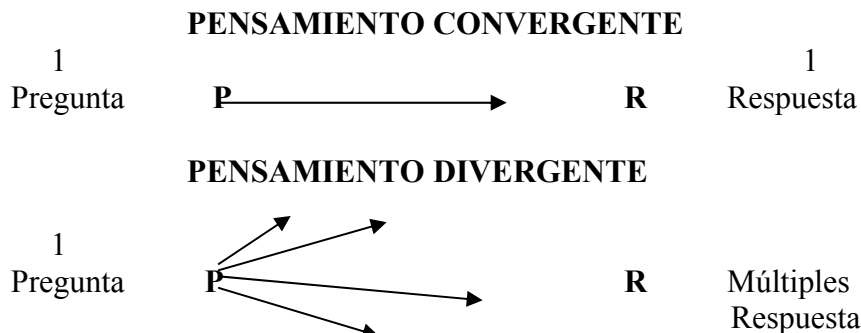 PENSAMIENTO CONVERGENTE
1 1
Pregunta P R Respuesta
PENSAMIENTO DIVERGENTE
1
Pregunta P R Múltiples
Respuesta